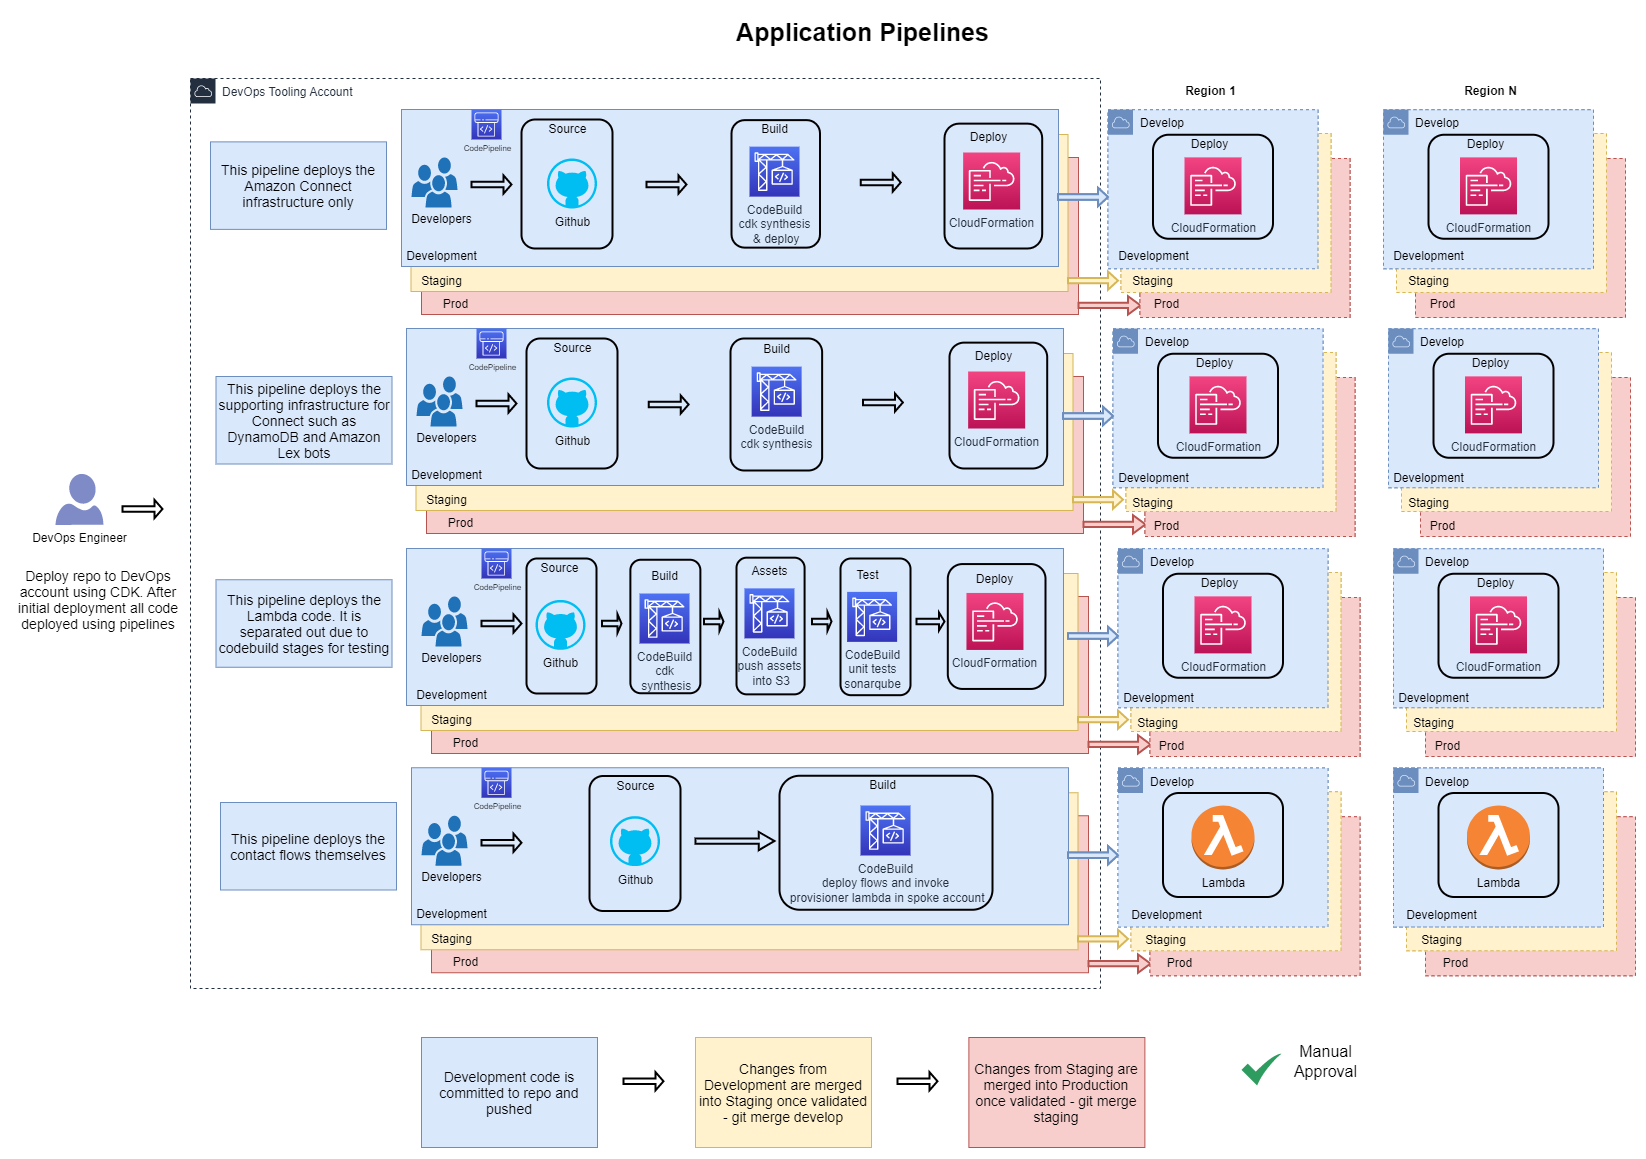 Application Pipelines
DevOps Tooling Account
Region 1
Region N
This pipeline deploys the
Amazon Connect
infrastructure only
CodePipeline
Developers
Source
Github
Build
CodeBuild
cdk synthesis
& deploy
Deploy
CloudFormation
Development
Staging
Prod
Develop
Deploy
CloudFormation
Development
Staging
Prod
Develop
Deploy
CloudFormation
Development
Staging
Prod
This pipeline deploys the
supporting infrastructure for
Connect such as
DynamoDB and Amazon
Lex bots
CodePipeline
Developers
Source
Github
Build
CodeBuild
cdk synthesis
Deploy
CloudFormation
Development
Staging
Prod
Develop
Deploy
CloudFormation
Development
Staging
Prod
Develop
Deploy
CloudFormation
Development
Staging
Prod
DevOps Engineer
Deploy repo to DevOps
account using CDK. After
initial deployment all code
deployed using pipelines
This pipeline deploys the
Lambda code. It is
separated out due to
codebuild stages for testing
CodePipeline
Developers
Source
Github
Build
CodeBuild
cdk
synthesis
Assets
CodeBuild
push assets
into S3
Test
CodeBuild
unit tests
sonarqube
Deploy
CloudFormation
Development
Staging
Prod
Develop
Deploy
CloudFormation
Development
Staging
Prod
Develop
Deploy
CloudFormation
Development
Staging
Prod
This pipeline deploys the
contact flows themselves
CodePipeline
Developers
Source
Github
Build
CodeBuild
deploy flows and invoke
provisioner lambda in spoke account
Development
Staging
Prod
Develop
Lambda
Development
Staging
Prod
Develop
Lambda
Development
Staging
Prod
Development code is
committed to repo and
pushed
Changes from
Development are merged
into Staging once validated
- git merge develop
Changes from Staging are
merged into Production
once validated - git merge
staging
Manual
Approval